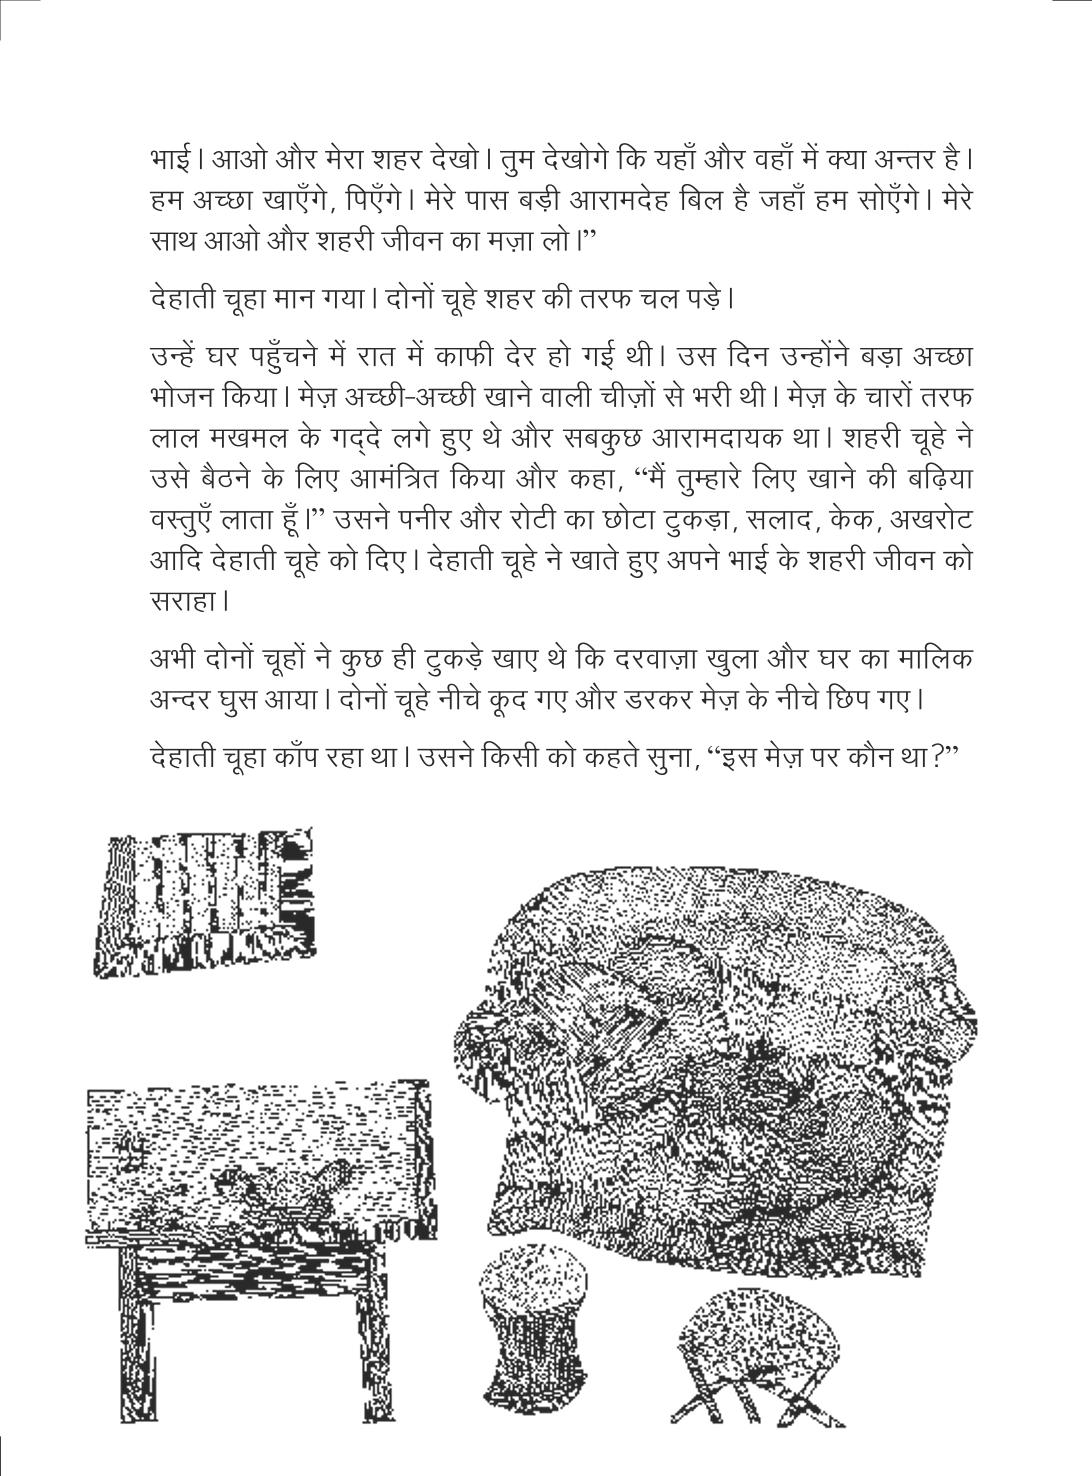 भाई। आओ और मेरा शहर देखो। तुम देखोगे कि यहाँ और वहाँ में क्या अन्तर है।
हम अच्छा खाएँगे, पिएँगे। मेरे पास बड़ी आरामदेह बिल है जहाँ हम सोएँगे। मेरे
साथ आओ और शहरी जीवन का मज़ा लो।”
देहाती चूहा मान गया। दोनों चूहे शहर की तरफ चल पड़े।
उन्हें घर पहुँचने में रात में काफी देर हो गई थी। उस दिन उन्होंने बड़ा अच्छा
भोजन किया। मेज़ अच्छी-अच्छी खाने वाली चीज़ों से भरी थी। मेज़ के चारों तरफ
लाल मखमल के गद्‌दे लगे हुए थे और सबकुछ आरामदायक था। शहरी चूहे ने
उसे बैठने के लिए आमंत्रित किया और कहा, “मैं तुम्हारे लिए खाने की बढ़िया
वस्तुएँ लाता हूँ।” उसने पनीर और रोटी का छोटा टुकड़ा, सलाद, केक, अखरोट
आदि देहाती चूहे को दिए। देहाती चूहे ने खाते हुए अपने भाई के शहरी जीवन को
सराहा।
अभी दोनों चूहों ने कुछ ही टुकड़े खाए थे कि दरवाज़ा खुला और घर का मालिक
अन्दर घुस आया। दोनों चूहे नीचे कूद गए और डरकर मेज़ के नीचे छिप गए।
देहाती चूहा काँप रहा था। उसने किसी को कहते सुना, “इस मेज़ पर कौन था?”